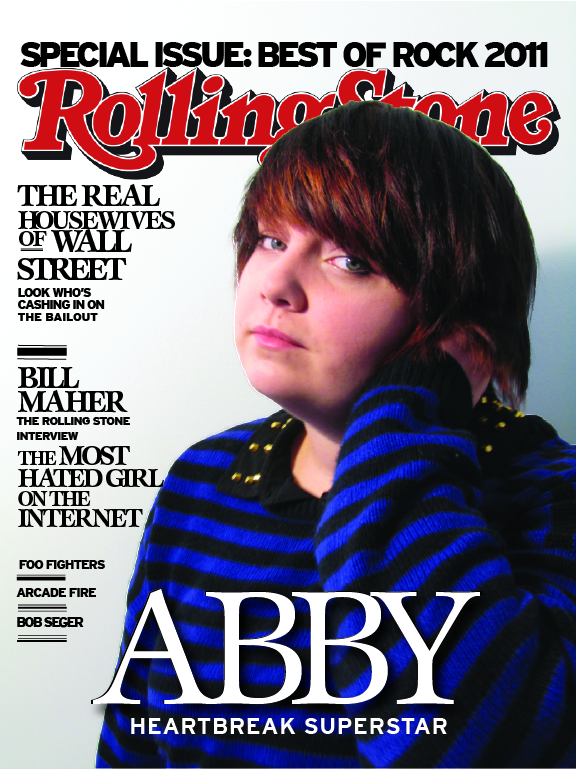 SPECIAL ISSUE: BEST OF ROCK 2011
RollingStone
THE REAL
HOUSEWIVES
OF WALL
STREET
LOOK WHO'S
CASHING IN ON
THE BAILOUT
BILL
MAHER
THE ROLLING STONE
INTERVIEW
THE MOST
HATED GIRL
ON THE
INTERNET
FOO FIGHTERS
ARCADE FIRE
BOB SEGER
ABBY
HEARTBREAK SUPERSTAR